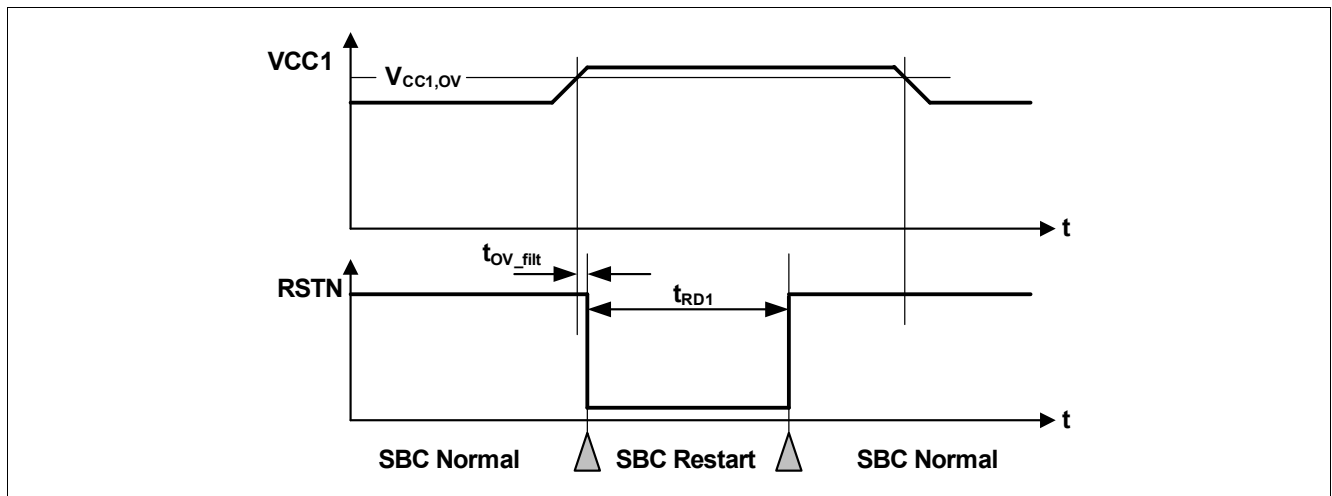 VCC1
VCC1,OV
t
tOV_filt
RSTN
tRD1
t
SBC Normal
SBC Restart
SBC Normal